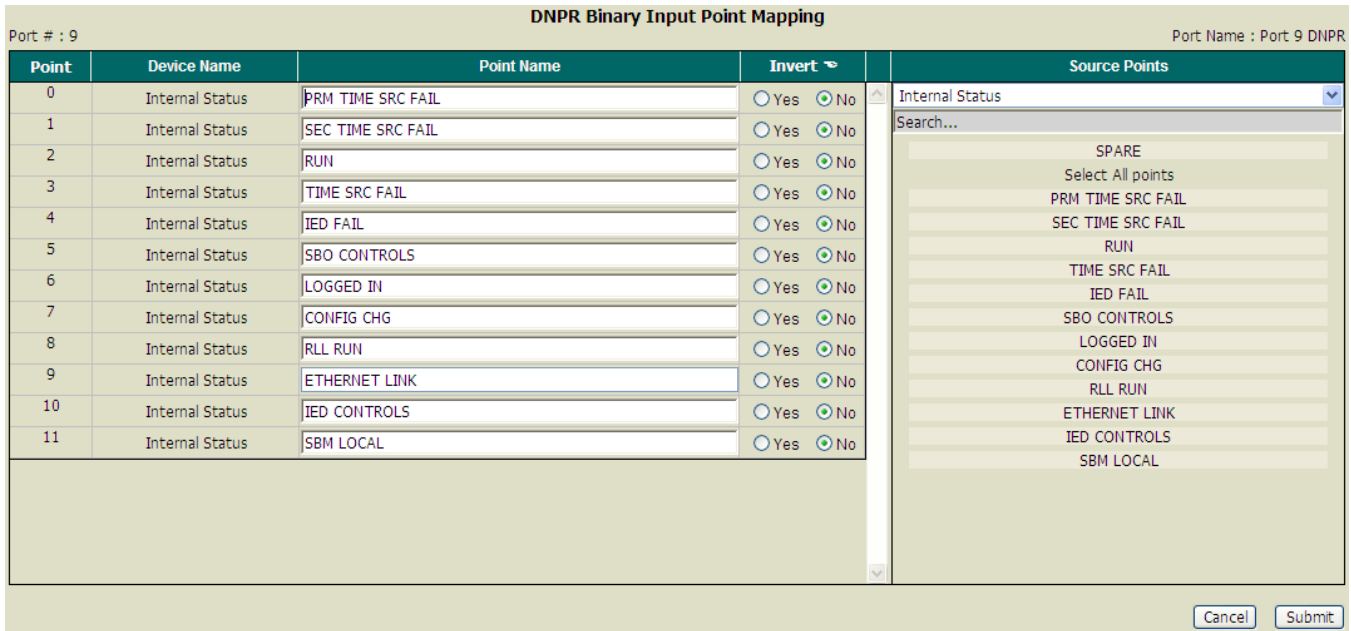 DNPR Binary Input Point Mapping
Port # : 9 Port Name : Port 9 DNPR
Point Device Name Point Name Invert Source Points
0 Internal Status PRM TIME SRC FAIL Yes No Internal Status
1 Internal Status SEC TIME SRC FAIL Yes No Search...
2 Internal Status RUN Yes No SPARE
Select All points
3 Internal Status TIME SRC FAIL Yes No PRM TIME SRC FAIL
4 Internal Status IED FAIL Yes No SEC TIME SRC FAIL
5 Internal Status SBO CONTROLS Yes No RUN
TIME SRC FAIL
6 Internal Status LOGGED IN Yes No IED FAIL
7 Internal Status CONFIG CHG Yes No SBO CONTROLS
8 Internal Status RLL RUN Yes No LOGGED IN
CONFIG CHG
9 Internal Status ETHERNET LINK Yes No RLL RUN
10 Internal Status IED CONTROLS Yes No ETHERNET LINK
11 Internal Status SBM LOCAL Yes No IED CONTROLS
SBM LOCAL
Cancel Submit